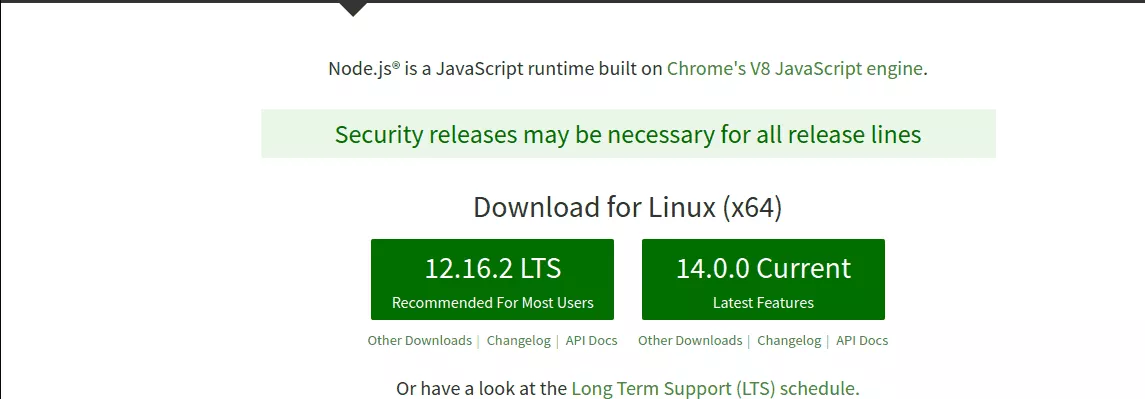 Node.js® is a JavaScript runtime built on Chrome's V8 JavaScript engine.
Security releases may be necessary for all release lines
Download for Linux (x64)
12.16.2 LTS
Recommended For Most Users
14.0.0 Current
Latest Features
Other Downloads | Changelog | API Docs
Other Downloads | Changelog | API Docs
Or have a look at the Long Term Support (LTS) schedule.